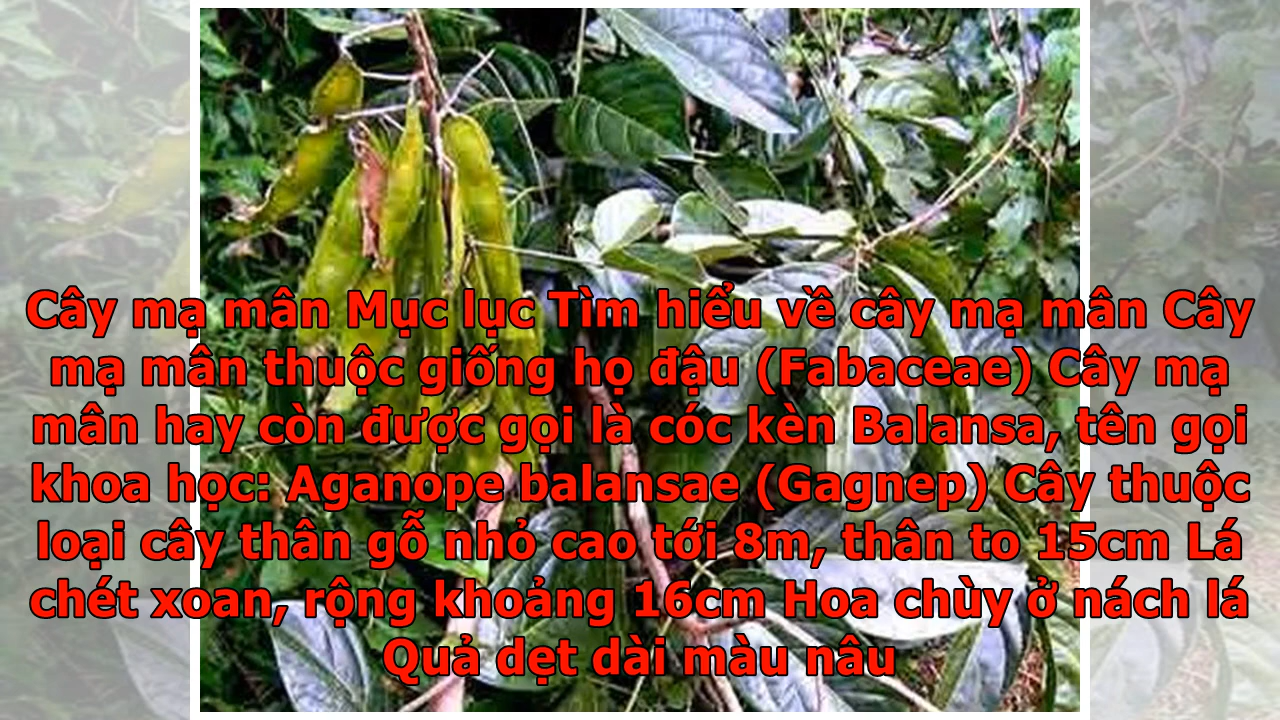 Cây mạ mân Mục lục Tìm hiểu về cây mạ mân Cây
mạ mân thuộc giống họ đậu (Fabaceae) Cây mạ
mân hay còn được gọi là cóc kèn Balansa, tên gọi
khoa học: Aganope balansae (Gagnep) Cây thuộc
loại cây thân gỗ nhỏ cao tới 8m, thân to 15cm Lá
chét xoan, rộng khoảng 16cm Hoa chùy ở nách lá
Quả dẹt dài màu nâu